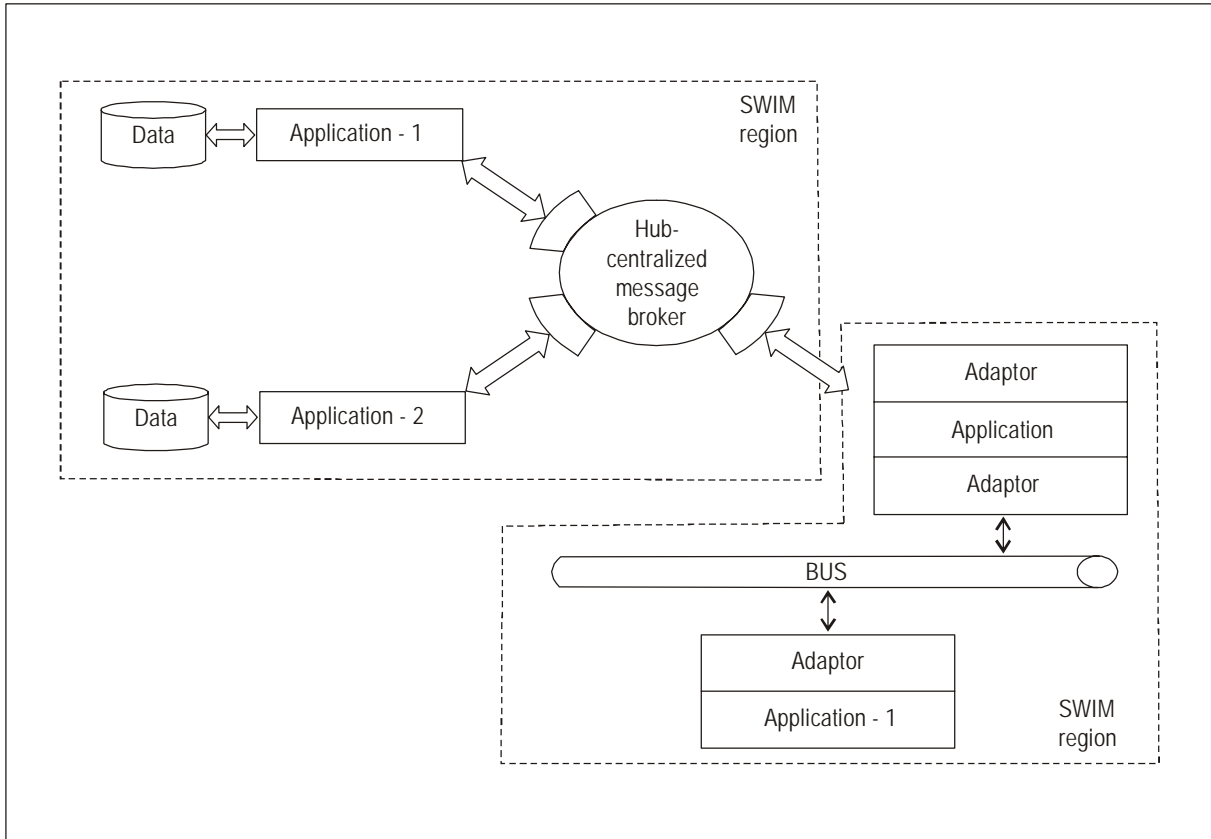 SWIM
region
Data
Application - 1
Hub-
centralized
message
broker
Data
Application - 2
Adaptor
Application
Adaptor
BUS
Adaptor
Application - 1
SWIM
region